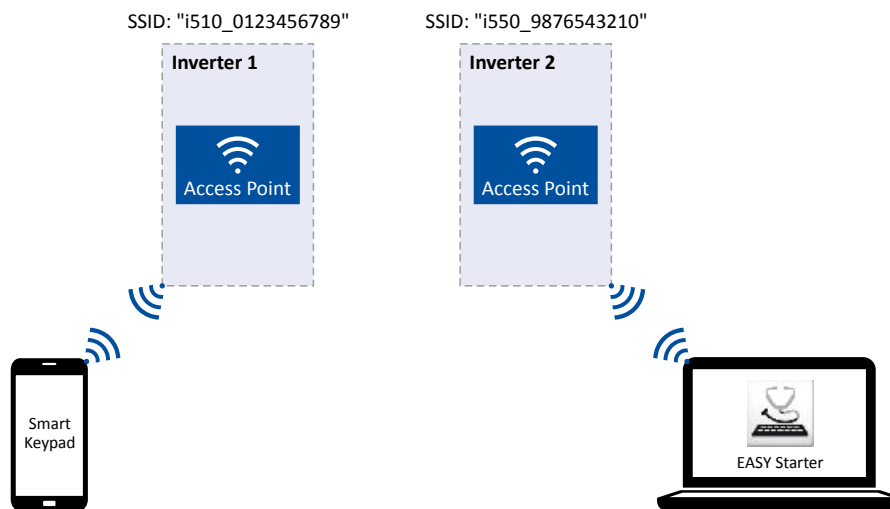 SSID: "i510_0123456789"
SSID: "i550_9876543210"
Inverter 1
Inverter 2
Access Point
Access Point
Smart
Keypad
EASY Starter